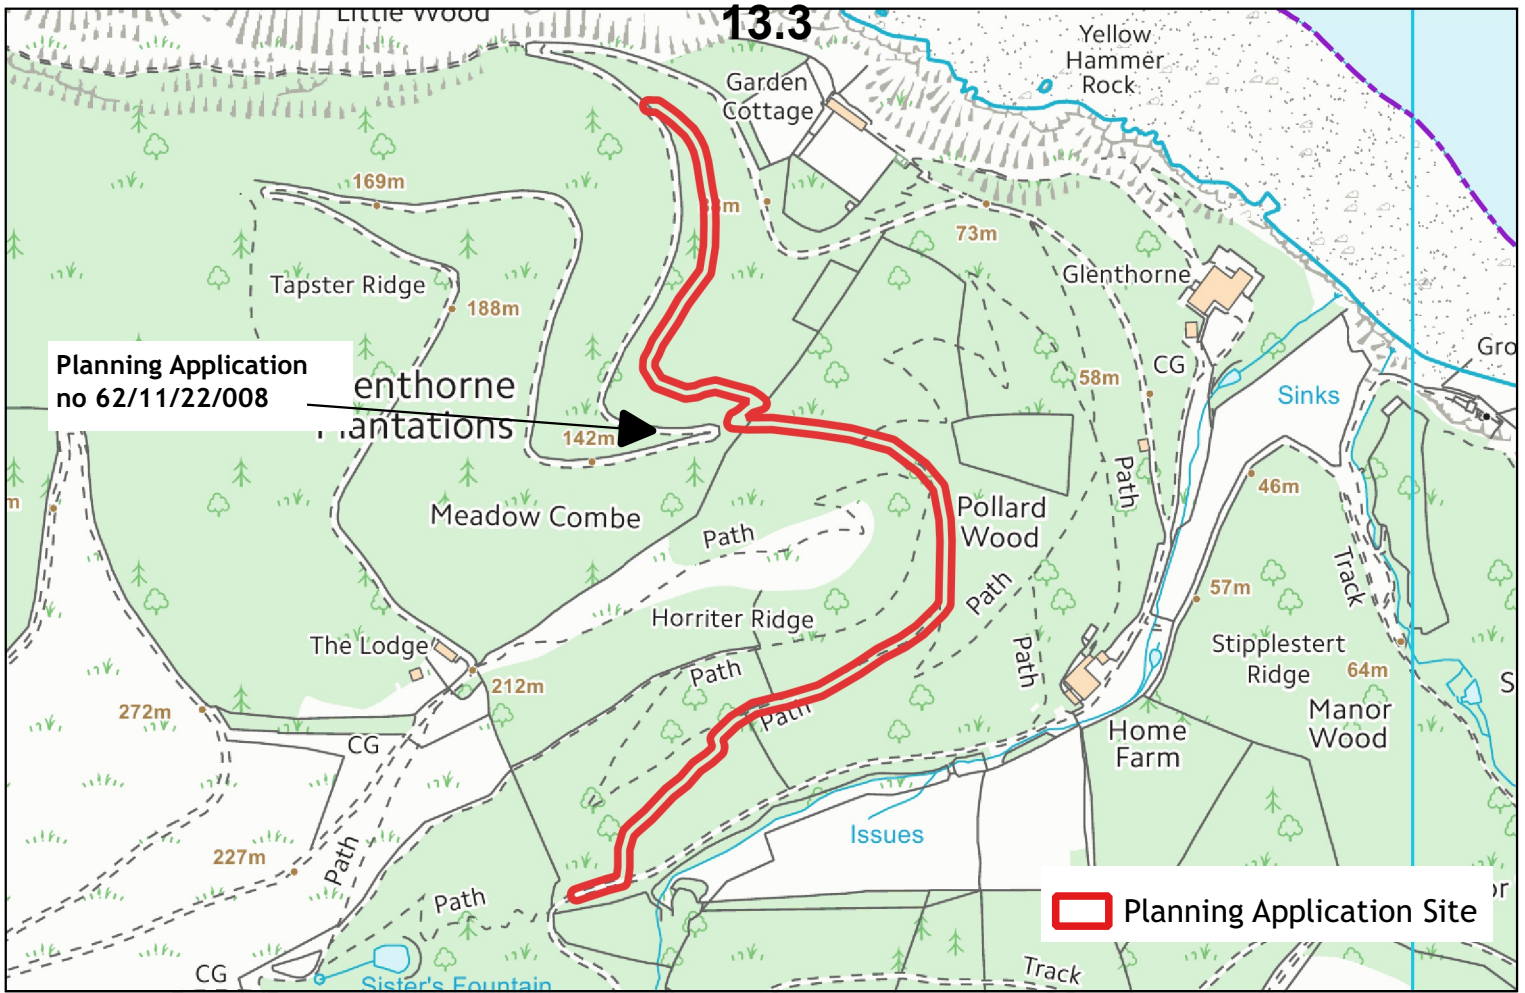 Little Wood
13.3
Yellow
Hammer
Rock
Garden
Cottage
169m
73m
Tapster Ridge
Glenthorne
188m
Planning Application
no 62/11/22/008
enthorne
Plantations
58m
CG
Gro
Sinks
142m
46m
Path
Meadow Combe
Pollard
Wood
Path
Track
57m
Path
Horriter Ridge
The Lodge
Path
Stipplestert
Ridge
64m
Path
212m
272m
Path
Manor
Wood
CG
Home
Farm
Issues
227m
Path
Path
Planning Application Site
or
CG
Sister's Fountain
Track